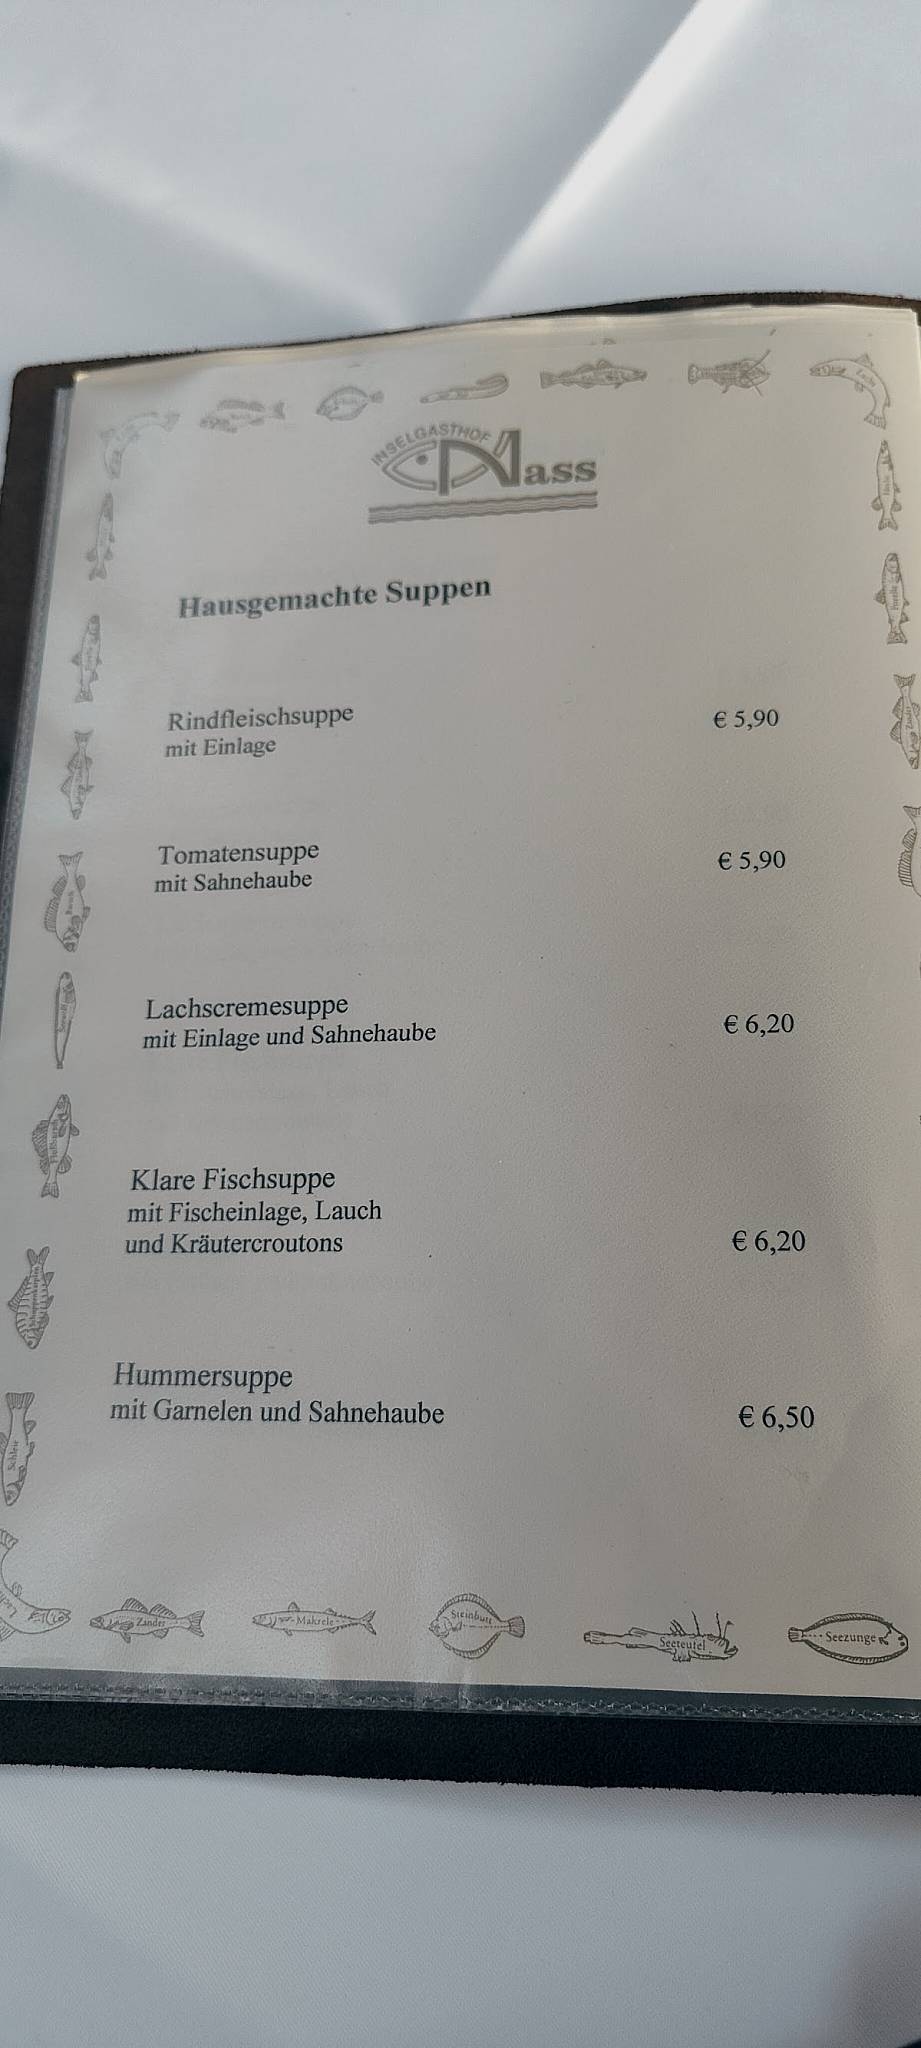 INSELGASTHOF
Nass
Hausgemachte Suppen
Rindfleischsuppe
mit Einlage
€ 5,90
Tomatensuppe
mit Sahnehaube
€ 5,90
Lachscremesuppe
mit Einlage und Sahnehaube
€ 6,20
Klare Fischsuppe
mit Fischeinlage, Lauch
und Kräutercroutons
€ 6,20
Hummersuppe
mit Garnelen und Sahnehaube
€ 6,50
Schuppenkarpfen
Schleie
Zander
Makrele
Steinbutt
Seeteufel
Seezunge